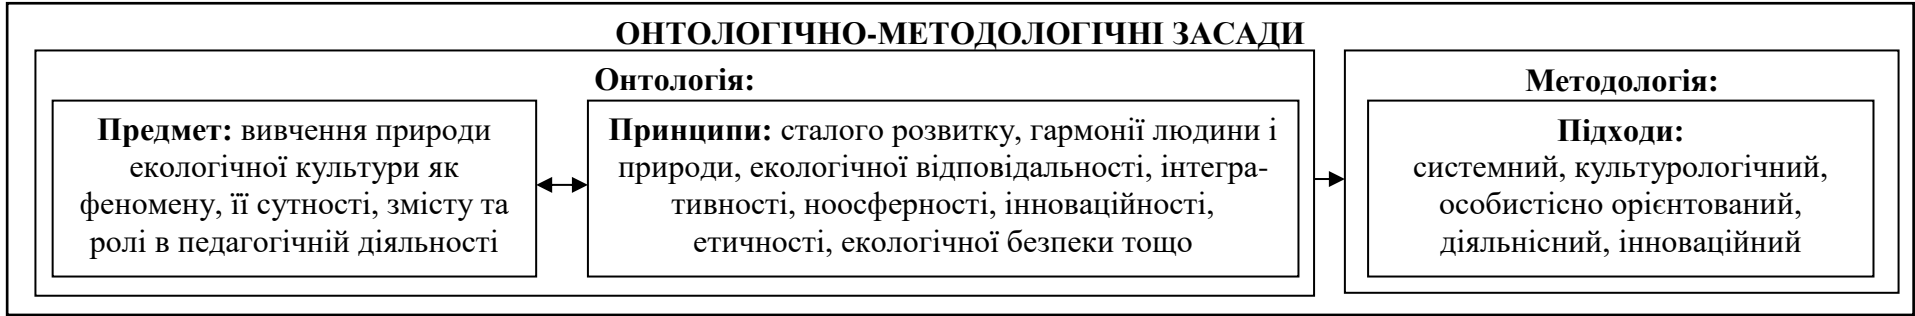 ОНТОЛОГІЧНО-МЕТОДОЛОГІЧНІ ЗАСАДИ
Онтологія:
Предмет: вивчення природи
екологічної культури як
феномену, її сутності, змісту та
ролі в педагогічній діяльності
Принципи: сталого розвитку, гармонії людини і
природи, екологічної відповідальності, інтегра-
тивності, ноосферності, інноваційності,
етичності, екологічної безпеки тощо
Методологія:
Підходи:
системний, культурологічний,
особистісно орієнтований,
діяльнісний, інноваційний